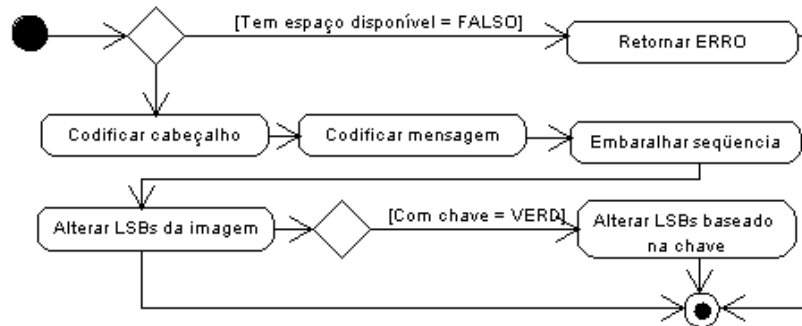 [Tem espaço disponível = FALSO]
Retornar ERRO
Codificar cabeçalho
Codificar mensagem
Embaralhar seqüencia
Alterar LSBs da imagem
[Com chave = VERD]
Alterar LSBs baseado
na chave